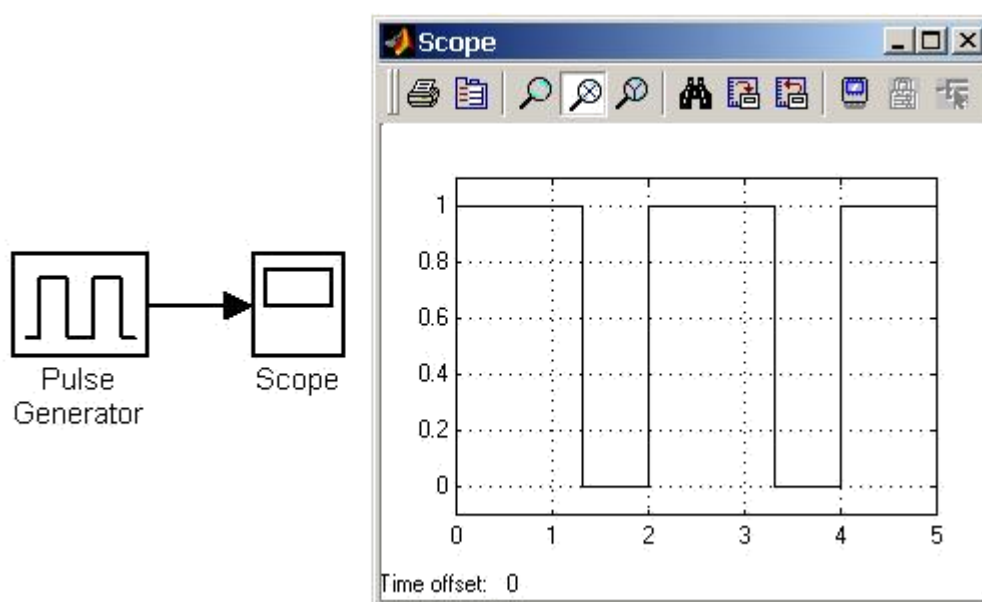 Scope
1
0.8
0.6
0.4
0.2
0
0 1 2 3 4 5
Time offset: 0
Pulse
Generator
Scope